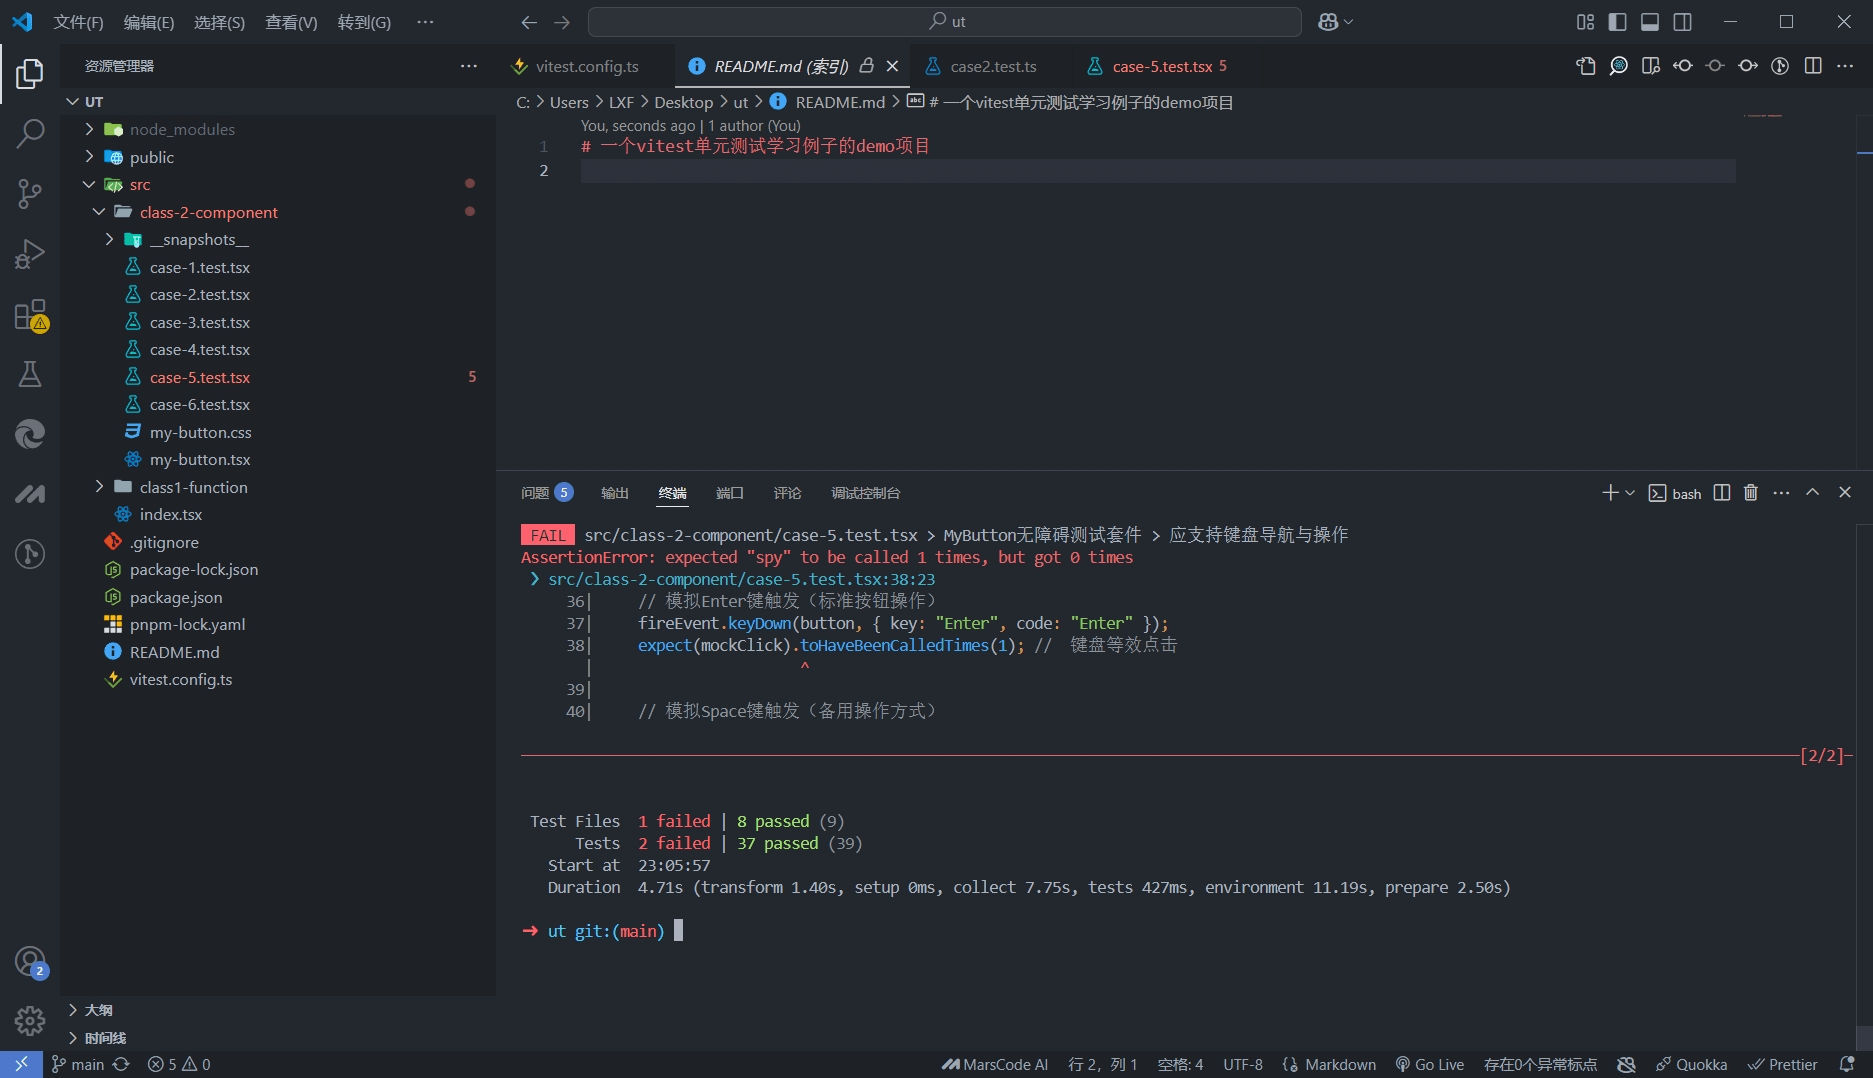 文件(F) 编辑(E) 选择(S) 查看(V) 转到(G) ···
ut
资源管理器
vitest.config.ts
README.md (索引)
case2.test.ts
case-5.test.tsx 5
UT
C: > Users > LXF > Desktop > ut > README.md > # 一个vitest单元测试学习例子的demo项目
You, seconds ago | 1 author (You)
1 # 一个vitest单元测试学习例子的demo项目
2
node_modules
public
src
class-2-component
__snapshots__
case-1.test.tsx
case-2.test.tsx
case-3.test.tsx
case-4.test.tsx
case-5.test.tsx 5
case-6.test.tsx
my-button.css
my-button.tsx
class1-function
index.tsx
.gitignore
package-lock.json
package.json
pnpm-lock.yaml
README.md
vitest.config.ts
大纲
时间线
问题 5 输出 终端 端口 评论 调试控制台
bash
FAIL src/class-2-component/case-5.test.tsx > MyButton无障碍测试套件 > 应支持键盘导航与操作
AssertionError: expected "spy" to be called 1 times, but got 0 times
❯ src/class-2-component/case-5.test.tsx:38:23
36| // 模拟Enter键触发（标准按钮操作）
37| fireEvent.keyDown(button, { key: "Enter", code: "Enter" });
38| expect(mockClick).toHaveBeenCalledTimes(1); // 键盘等效点击
| ^
39|
40| // 模拟Space键触发（备用操作方式）
[2/2]
Test Files 1 failed | 8 passed (9)
Tests 2 failed | 37 passed (39)
Start at 23:05:57
Duration 4.71s (transform 1.40s, setup 0ms, collect 7.75s, tests 427ms, environment 11.19s, prepare 2.50s)
➜ ut git:(main)
2
main 5 0
MarsCode AI 行 2，列 1 空格: 4 UTF-8 Markdown Go Live 存在0个异常标点 Quokka Prettier